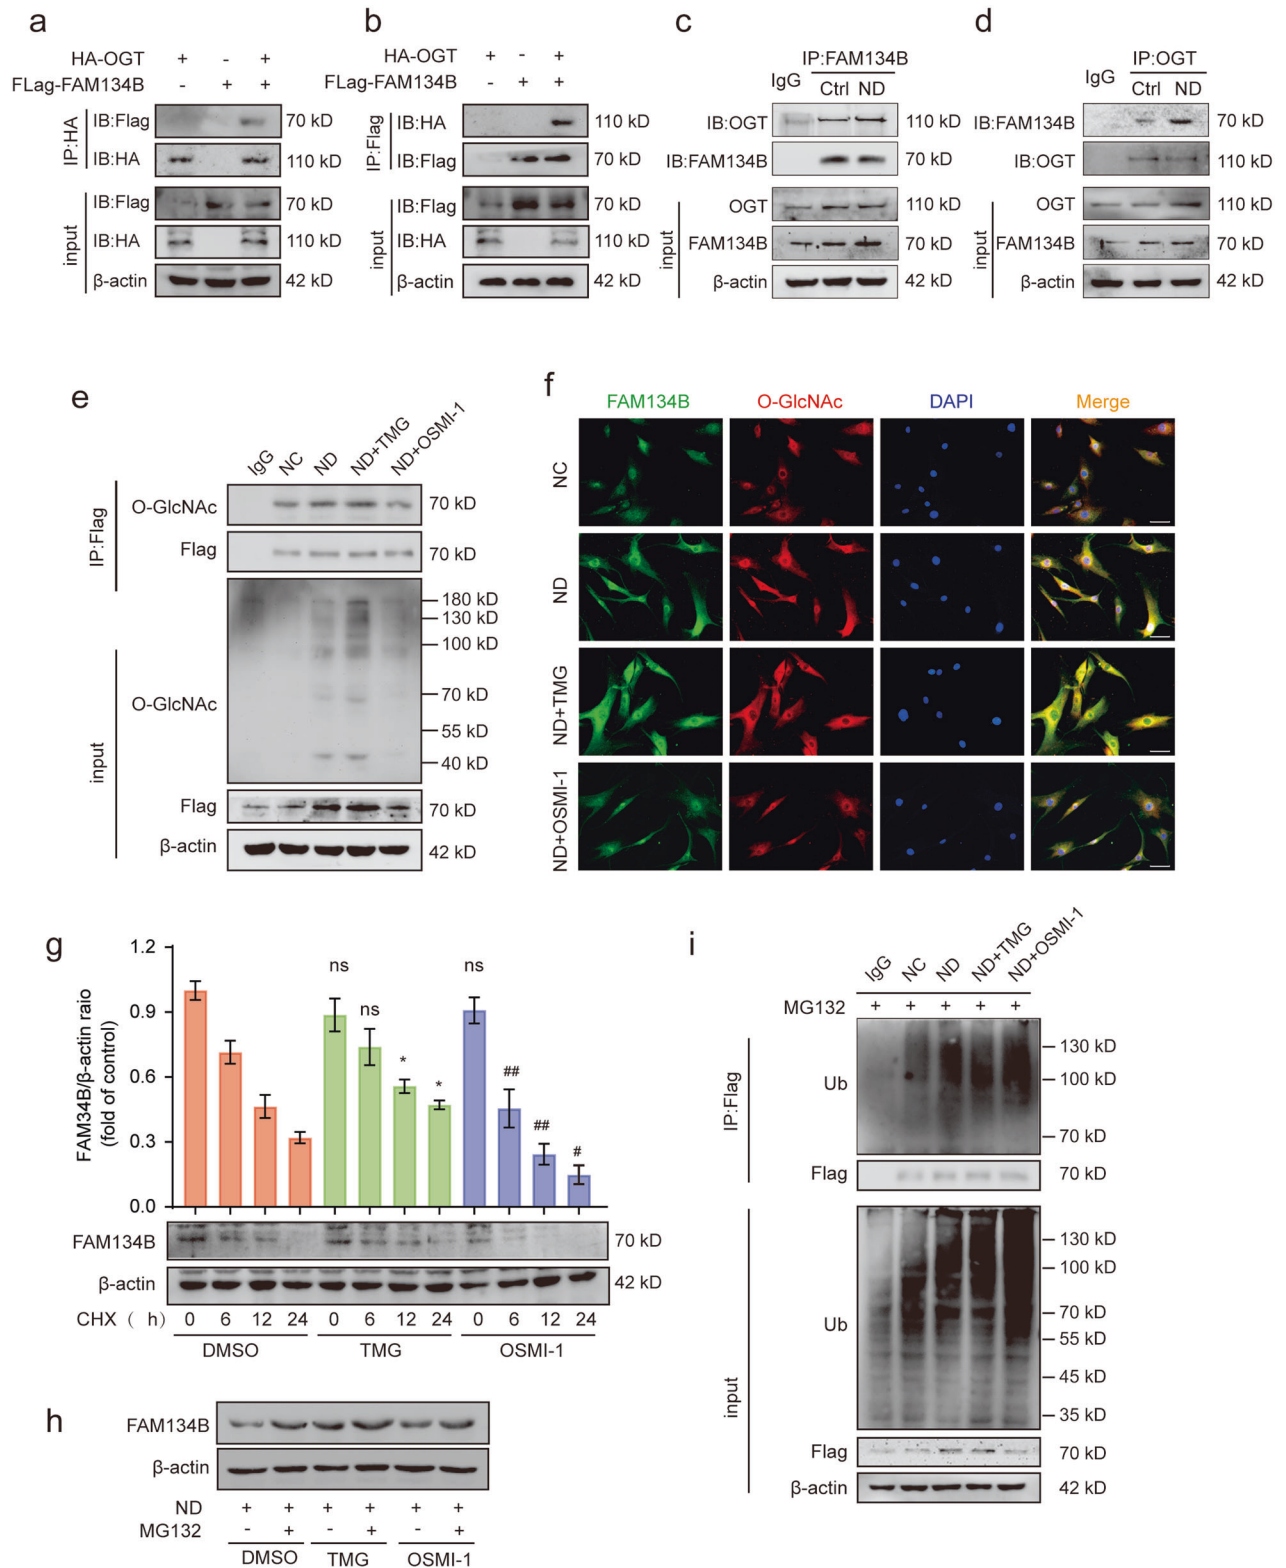 a
HA-OGT + - +
FLag-FAM134B - + +
IP:HA
IB:Flag 70 kD
IB:HA 110 kD
input
IB:Flag 70 kD
IB:HA 110 kD
β-actin 42 kD
b
HA-OGT + - +
FLag-FAM134B - + +
IP:Flag
IB:HA 110 kD
IB:Flag 70 kD
input
IB:Flag 70 kD
IB:HA 110 kD
β-actin 42 kD
c
IP:FAM134B
IgG Ctrl ND
IB:OGT 110 kD
IB:FAM134B 70 kD
input
OGT 110 kD
FAM134B 70 kD
β-actin 42 kD
d
IP:OGT
IgG Ctrl ND
IB:FAM134B 70 kD
IB:OGT 110 kD
input
OGT 110 kD
FAM134B 70 kD
β-actin 42 kD
e
IgG NC ND ND+TMG ND+OSMI-1
IP:Flag
O-GlcNAc 70 kD
Flag 70 kD
input
O-GlcNAc
180 kD
130 kD
100 kD
70 kD
55 kD
40 kD
Flag 70 kD
β-actin 42 kD
f
FAM134B O-GlcNAc DAPI Merge
NC
ND
ND+TMG
ND+OSMI-1
g
FAM34B/β-actin raio
(fold of control)
1.2
0.9
0.6
0.3
0.0
ns ns * *
ns ## ## #
FAM134B 70 kD
β-actin 42 kD
CHX ( h) 0 6 12 24 0 6 12 24 0 6 12 24
DMSO TMG OSMI-1
h
FAM134B
β-actin
ND + + + + + +
MG132 - + - + - +
DMSO TMG OSMI-1
i
IgG NC ND ND+TMG ND+OSMI-1
MG132 + + + + +
IP:Flag
Ub
130 kD
100 kD
70 kD
Flag 70 kD
input
Ub
130 kD
100 kD
70 kD
55 kD
45 kD
35 kD
Flag 70 kD
β-actin 42 kD